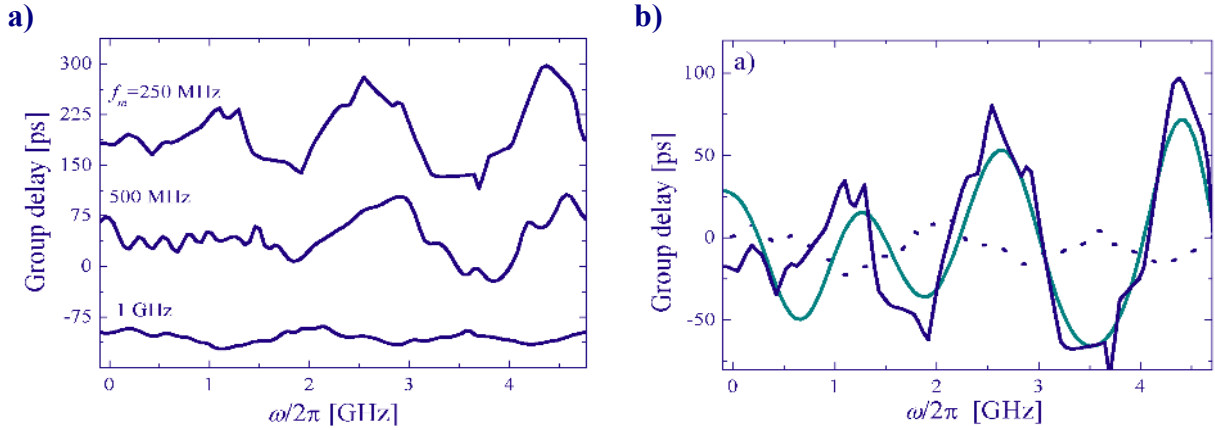 a)
b)
300
225
150
75
0
-75
Group delay [ps]
fm=250 MHz
500 MHz
1 GHz
0
1
2
3
4
ω/2π [GHz]
a)
100
50
0
-50
Group delay [ps]
0
1
2
3
4
ω/2π [GHz]